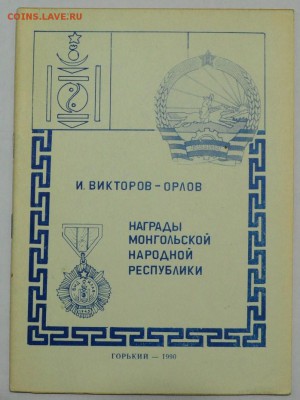 COINS.LAVE.RU
И. ВИКТОРОВ-ОРЛОВ
НАГРАДЫ
МОНГОЛЬСКОЙ
НАРОДНОЙ
РЕСПУБЛИКИ
ГОРЬКИЙ — 1990